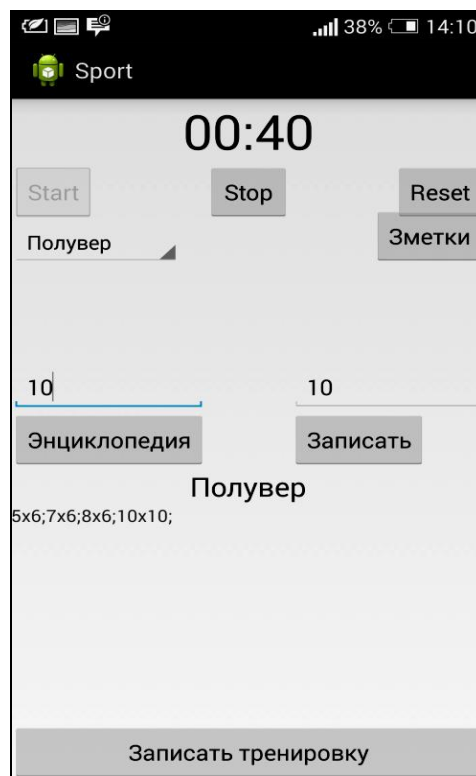 38% 14:10
Sport
00:40
Start Stop Reset
Полувер Зметки
10 10
Энциклопедия Записать
Полувер
5x6;7x6;8x6;10x10;
Записать тренировку